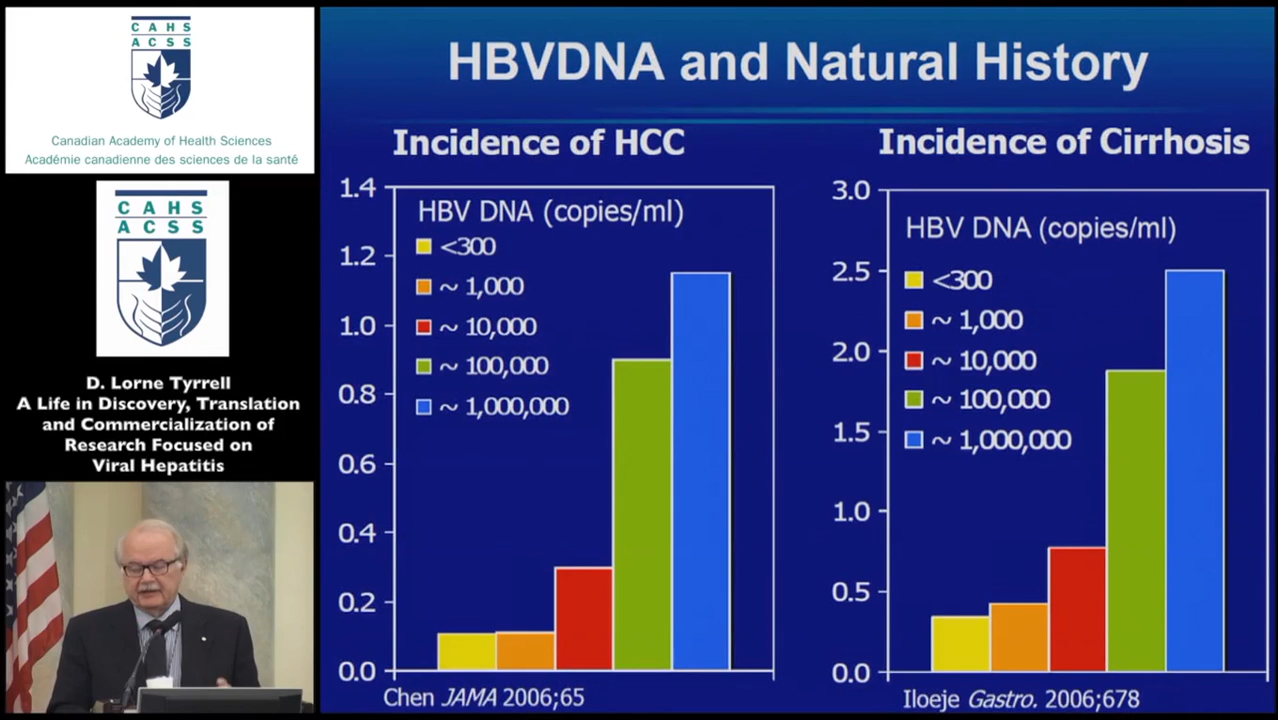 CAHS
ACSS
Canadian Academy of Health Sciences
Académie canadienne des sciences de la santé
CAHS
ACSS
D. Lorne Tyrrell
A Life in Discovery, Translation
and Commercialization of
Research Focused on
Viral Hepatitis
HBVDNA and Natural History
Incidence of HCC
1.4
1.2
1.0
0.8
0.6
0.4
0.2
0.0
HBV DNA (copies/ml)
<300
~ 1,000
~ 10,000
~ 100,000
~ 1,000,000
Chen JAMA 2006;65
Incidence of Cirrhosis
3.0
2.5
2.0
1.5
1.0
0.5
0.0
HBV DNA (copies/ml)
<300
~ 1,000
~ 10,000
~ 100,000
~ 1,000,000
Iloeje Gastro. 2006;678